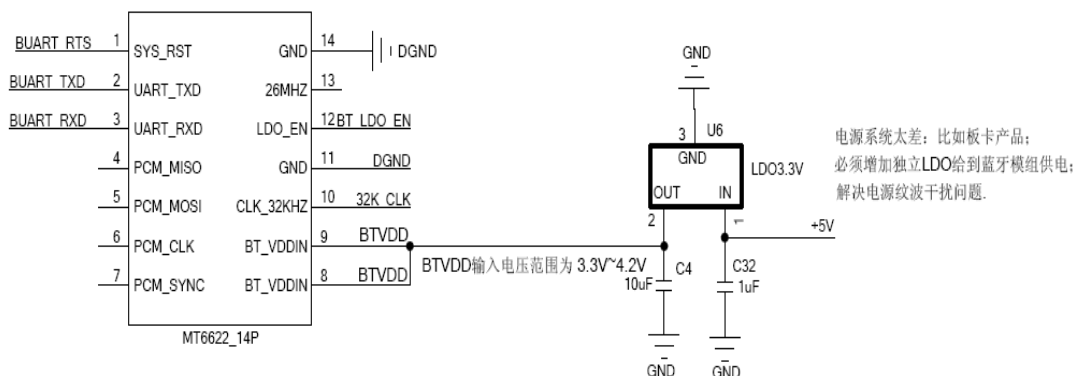 BUART RTS 1 SYS_RST GND 14 DGND
BUART TXD 2 UART_TXD 26MHZ 13
BUART RXD 3 UART_RXD LDO_EN 12 BT LDO EN
4 PCM_MISO GND 11 DGND
5 PCM_MOSI CLK_32KHZ 10 32K CLK
6 PCM_CLK BT_VDDIN 9 BTVDD
7 PCM_SYNC BT_VDDIN 8 BTVDD
MT6622_14P
BTVDD输入电压范围为 3.3V~4.2V
GND
3 U6
GND
LDO3.3V
OUT IN
2 1
+5V
C4
10uF
C32
1uF
GND
GND
电源系统太差：比如板卡产品；
必须增加独立LDO给到蓝牙模组供电；
解决电源纹波干扰问题.